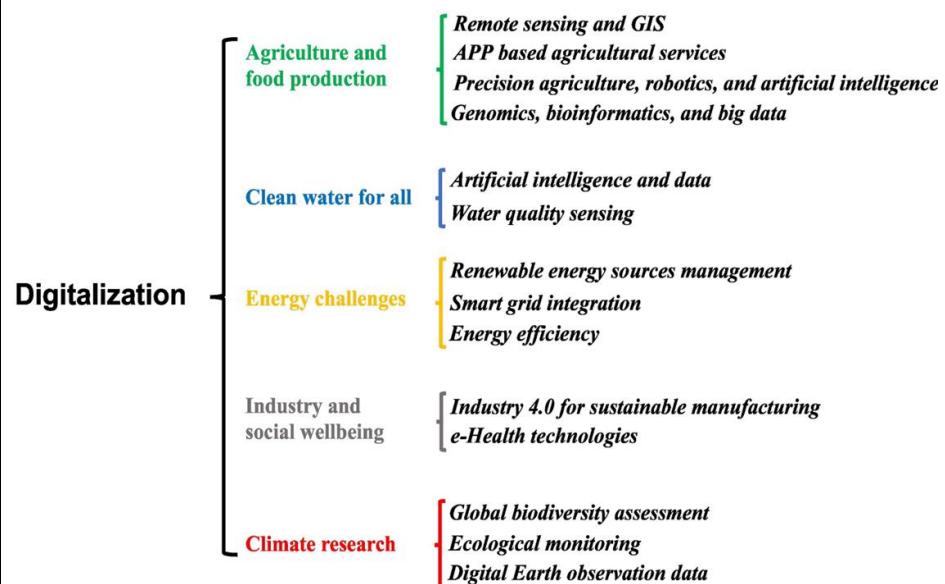 Digitalization
Agriculture and
food production
Remote sensing and GIS
APP based agricultural services
Precision agriculture, robotics, and artificial intelligence
Genomics, bioinformatics, and big data
Clean water for all
Artificial intelligence and data
Water quality sensing
Energy challenges
Renewable energy sources management
Smart grid integration
Energy efficiency
Industry and
social wellbeing
Industry 4.0 for sustainable manufacturing
e-Health technologies
Climate research
Global biodiversity assessment
Ecological monitoring
Digital Earth observation data